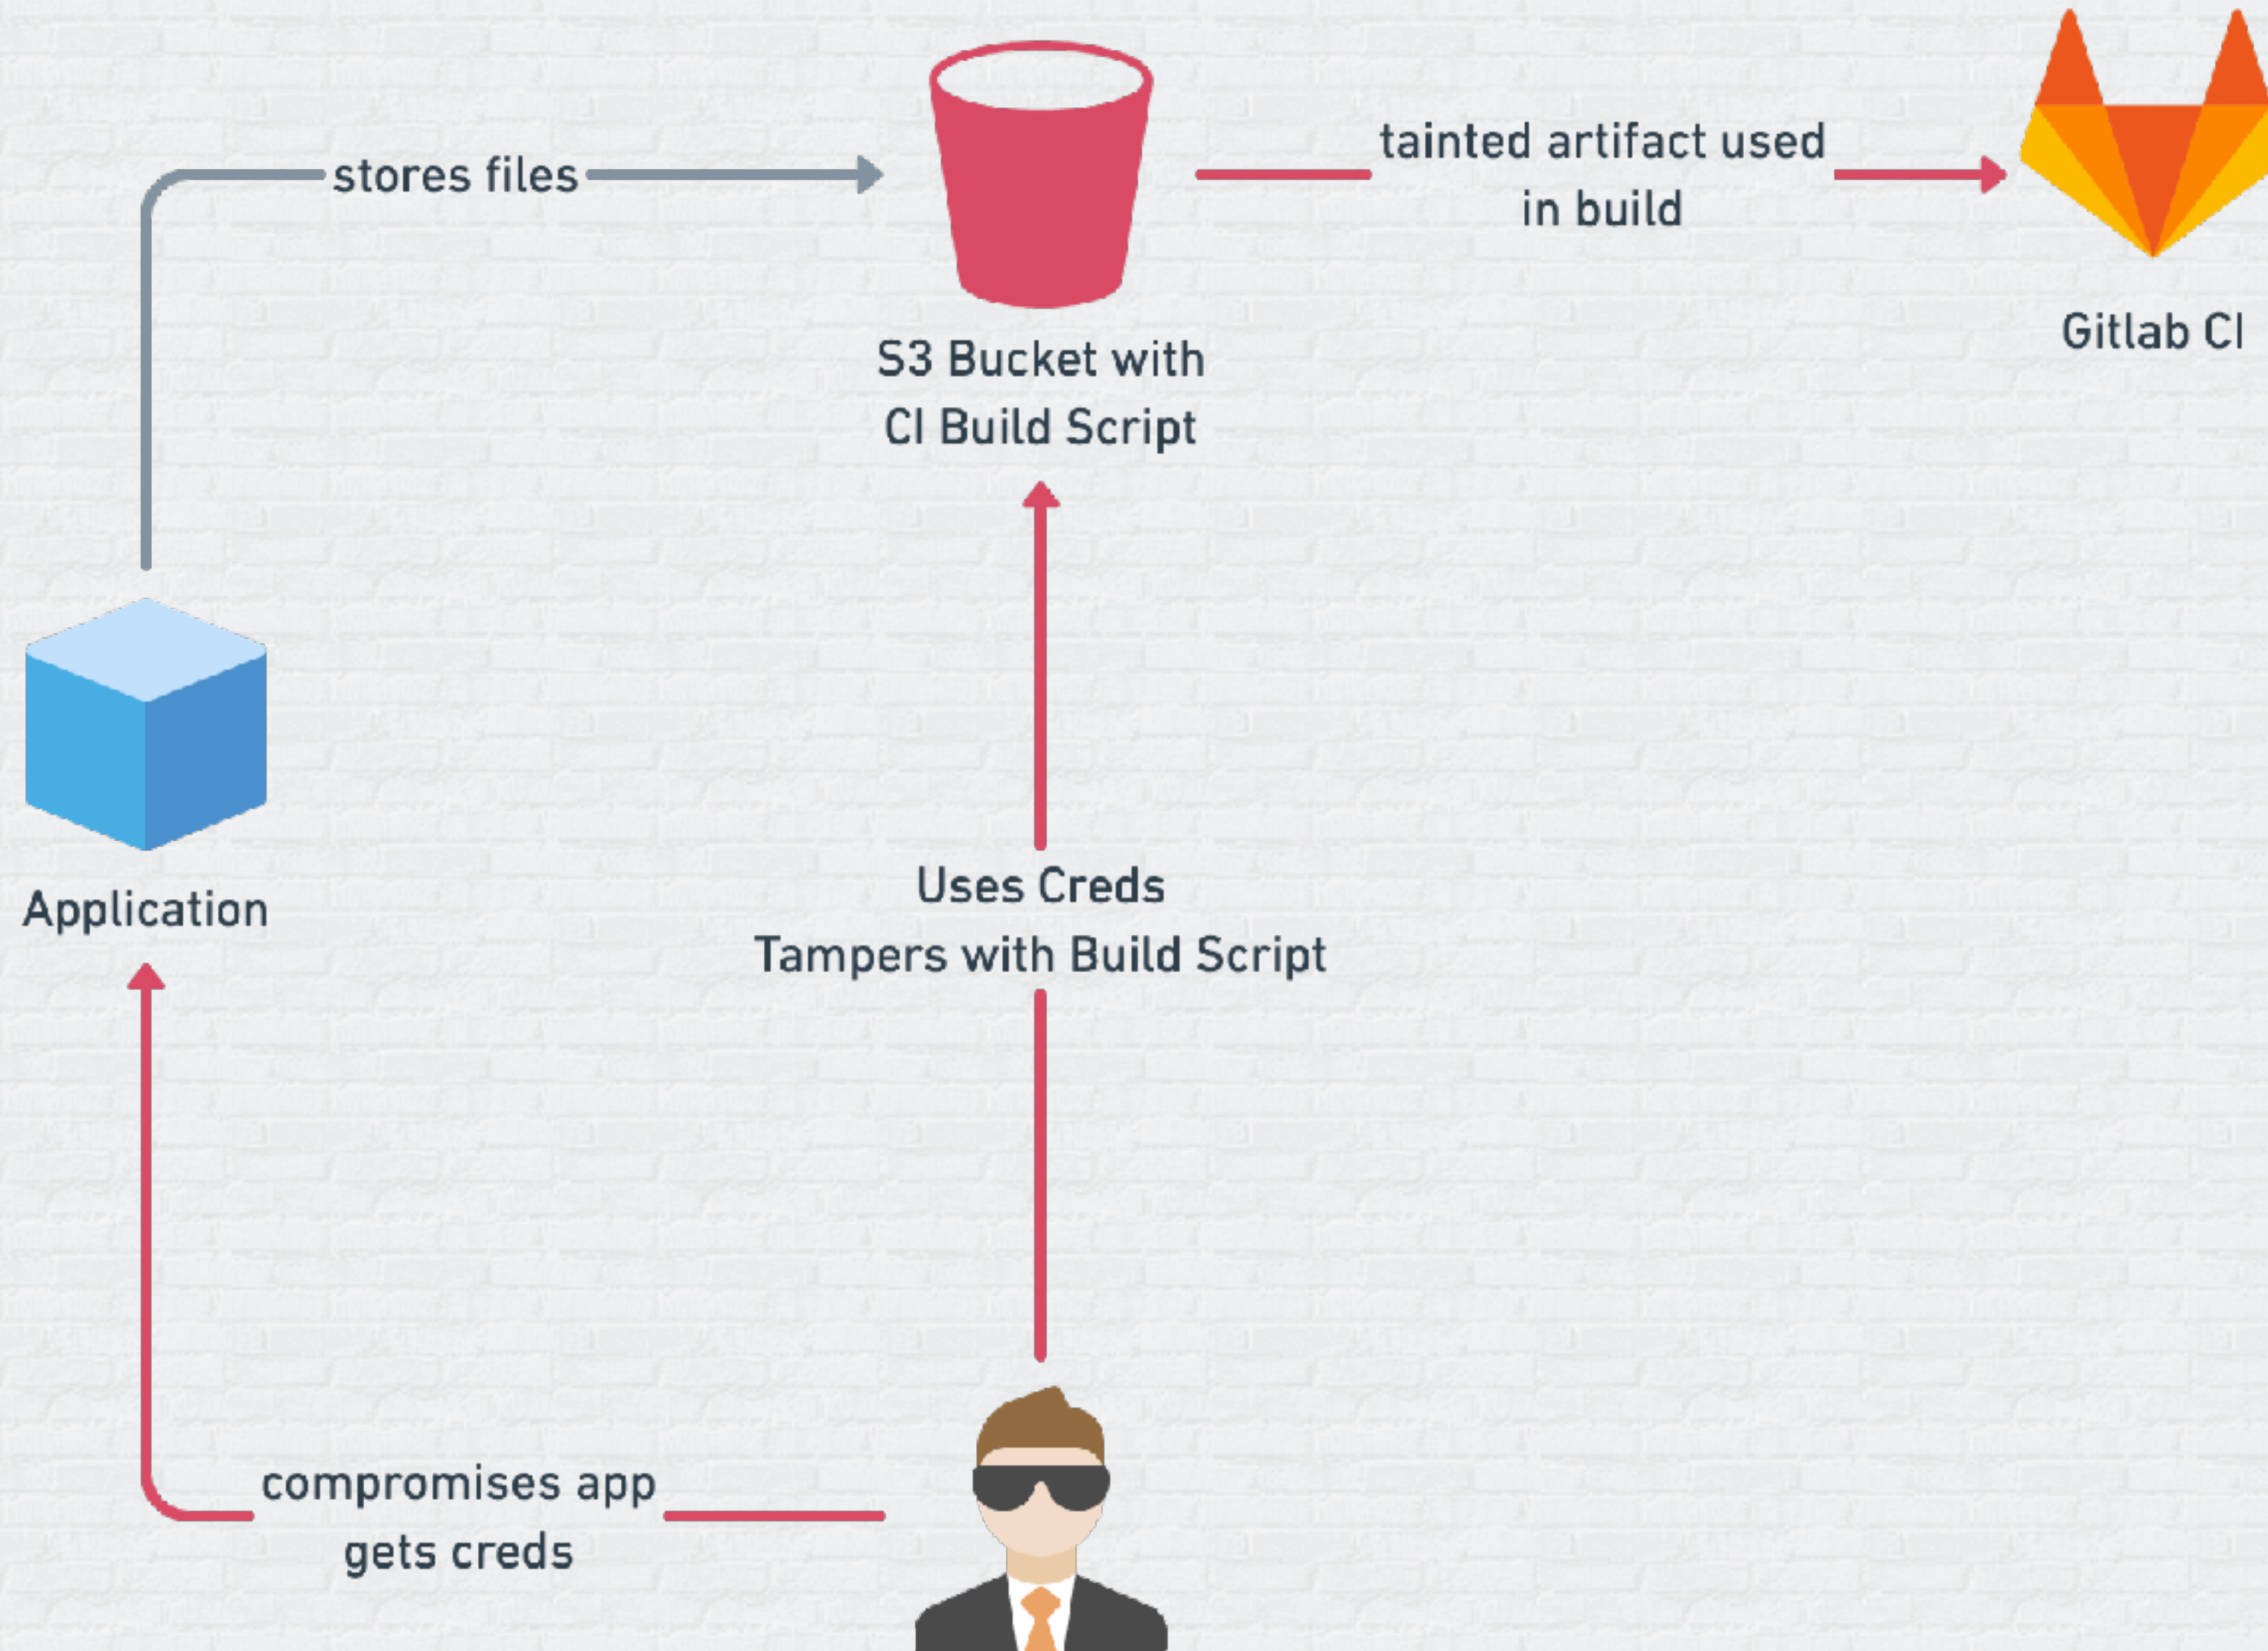 stores files
tainted artifact used
in build
Gitlab CI
S3 Bucket with
CI Build Script
Application
Uses Creds
Tampers with Build Script
compromises app
gets creds